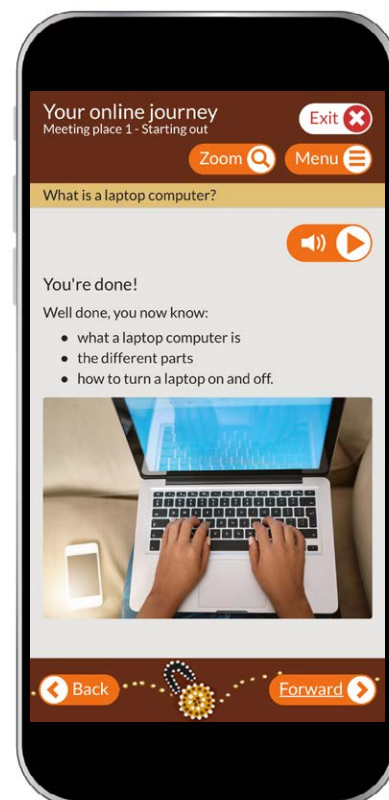 Your online journey
Meeting place 1 - Starting out
Exit
Zoom
Menu
What is a laptop computer?
You're done!
Well done, you now know:
• what a laptop computer is
• the different parts
• how to turn a laptop on and off.
Back
Forward